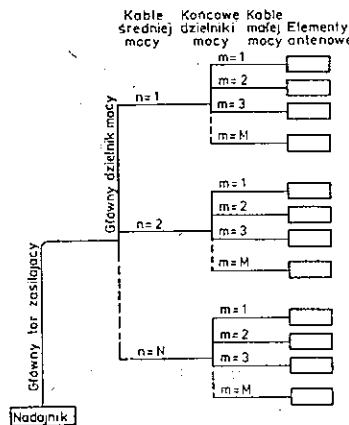 Kable
średniej
mocy
Końcowe
dzielniki
mocy
Kable
małej
mocy
Elementy
antenowe
Główny dzielnik mocy
Główny tor zasilający
n=1
m=1
m=2
m=3
m=M
n=2
m=1
m=2
m=3
m=M
n=N
m=1
m=2
m=3
m=M
Nadajnik